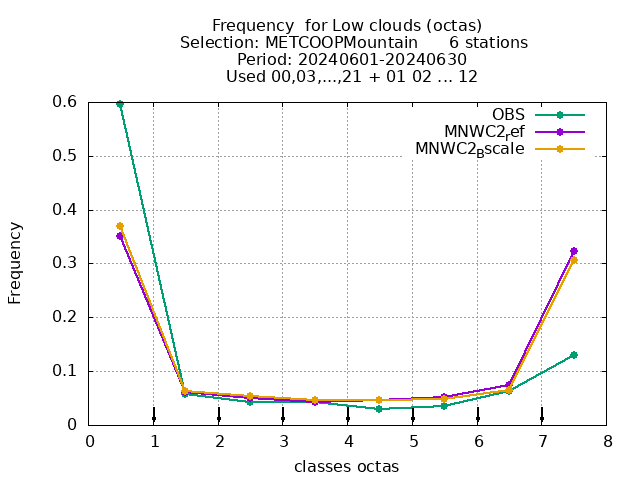 Frequency  for Low clouds (octas)
Selection: METCOOPMountain      6 stations
Period: 20240601-20240630
Used 00,03,...,21 + 01 02 ... 12
OBS
MNWC2ref
MNWC2Bscale
0.6
0.5
0.4
0.3
0.2
0.1
0
Frequency
0 1 2 3 4 5 6 7 8
classes octas